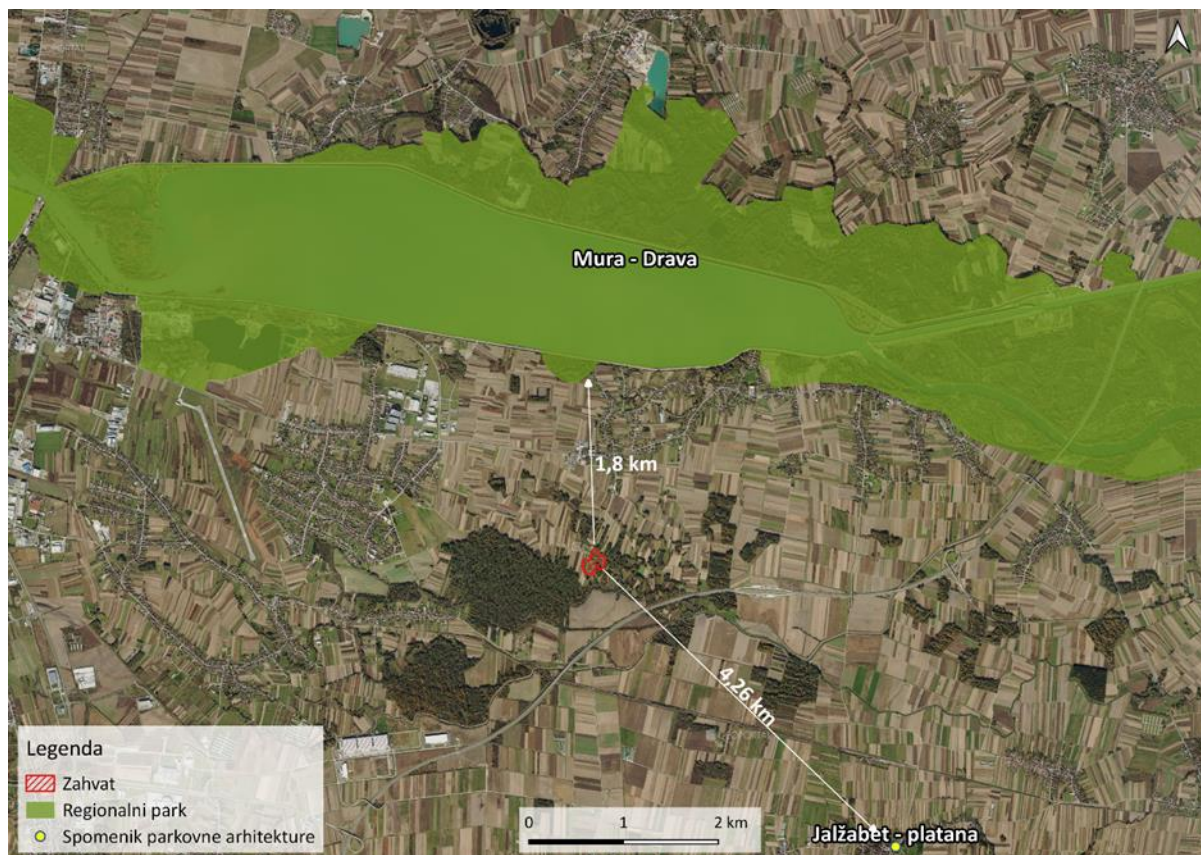 Mura - Drava
1,8 km
4,26 km
Jalžabet - platana
Legenda
Zahvat
Regionalni park
Spomenik parkovne arhitekture
0 1 2 km